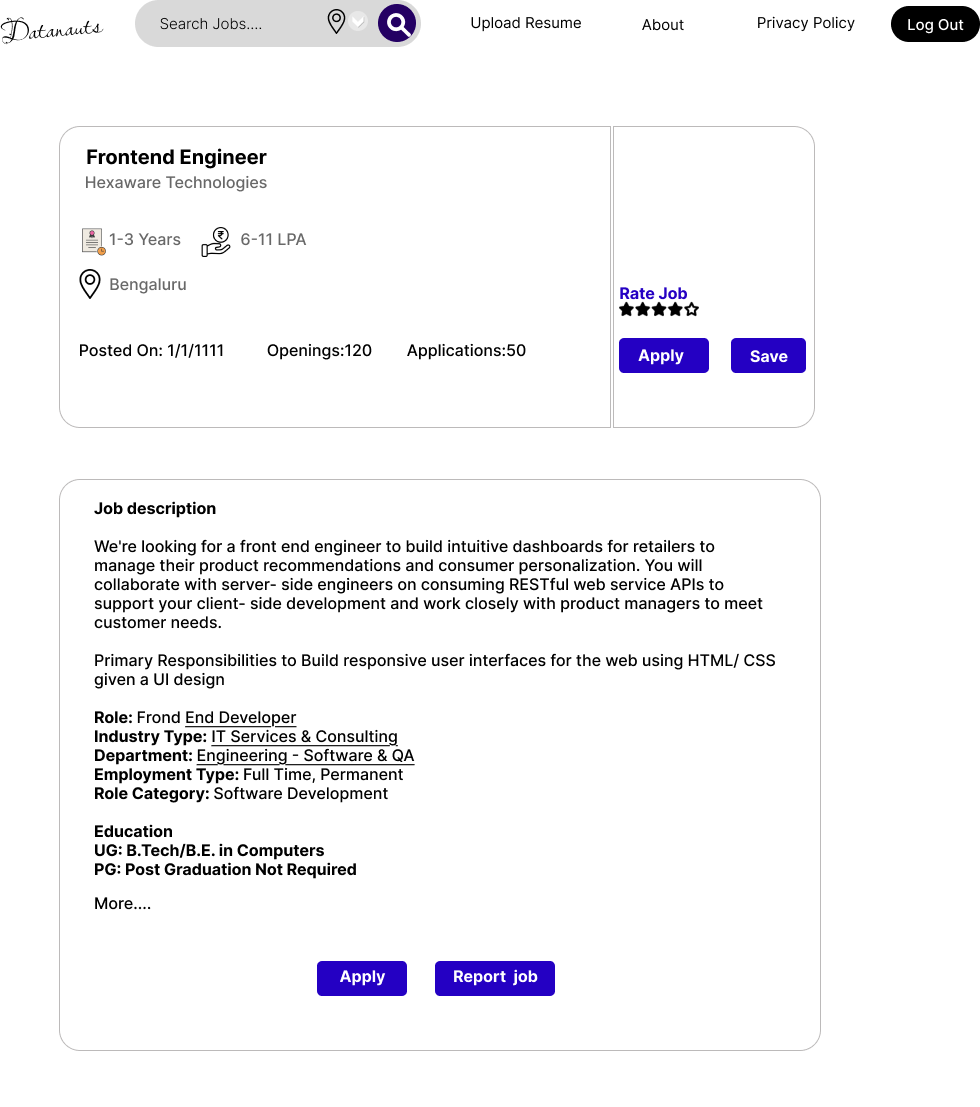 Datanauts
Search Jobs....
Upload Resume
About
Privacy Policy
Log Out
Frontend Engineer
Hexaware Technologies
1-3 Years
₹
6-11 LPA
Bengaluru
Posted On: 1/1/1111
Openings:120
Applications:50
Rate Job
Apply
Save
Job description
We're looking for a front end engineer to build intuitive dashboards for retailers to
manage their product recommendations and consumer personalization. You will
collaborate with server- side engineers on consuming RESTful web service APIs to
support your client- side development and work closely with product managers to meet
customer needs.
Primary Responsibilities to Build responsive user interfaces for the web using HTML/ CSS
given a UI design
Role: Frond End Developer
Industry Type: IT Services & Consulting
Department: Engineering - Software & QA
Employment Type: Full Time, Permanent
Role Category: Software Development
Education
UG: B.Tech/B.E. in Computers
PG: Post Graduation Not Required
More....
Apply
Report job